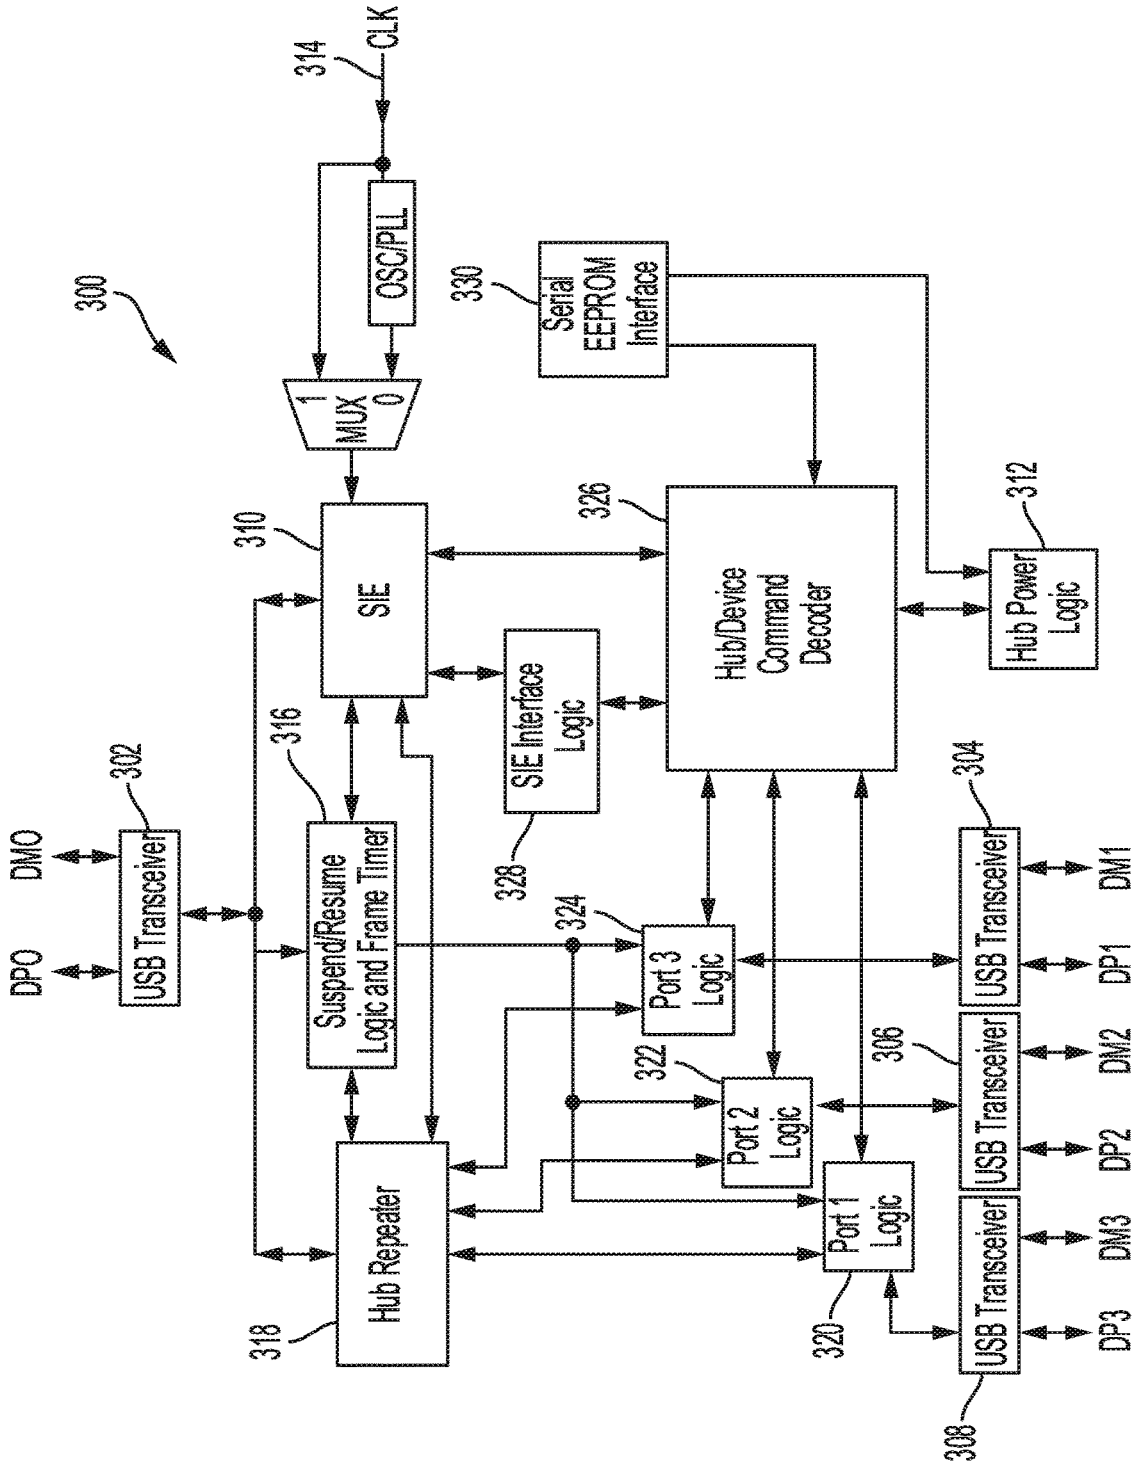 300
DPO
DMO
302
USB Transceiver
318
Hub Repeater
316
Suspend/Resume
Logic and Frame Timer
310
SIE
1
MUX
0
OSC/PLL
314
CLK
328
SIE Interface
Logic
330
Serial
EEPROM
Interface
324
Port 3
Logic
322
Port 2
Logic
320
Port 1
Logic
326
Hub/Device
Command
Decoder
312
Hub Power
Logic
308
USB Transceiver
306
USB Transceiver
304
USB Transceiver
DP3
DM3
DP2
DM2
DP1
DM1